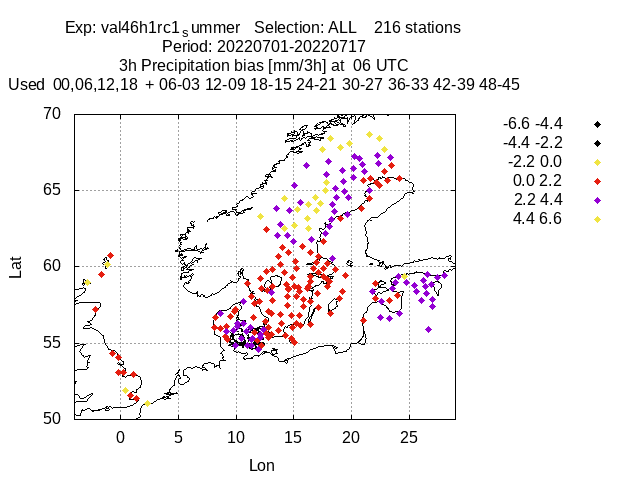 Exp: val46h1rc1summer   Selection: ALL    216 stations
Period: 20220701-20220717
3h Precipitation bias [mm/3h] at  06 UTC
Used  00,06,12,18  + 06-03 12-09 18-15 24-21 30-27 36-33 42-39 48-45
-6.6 -4.4
-4.4 -2.2
-2.2 0.0
0.0 2.2
2.2 4.4
4.4 6.6
70
65
60
55
50
Lat
0 5 10 15 20 25
Lon